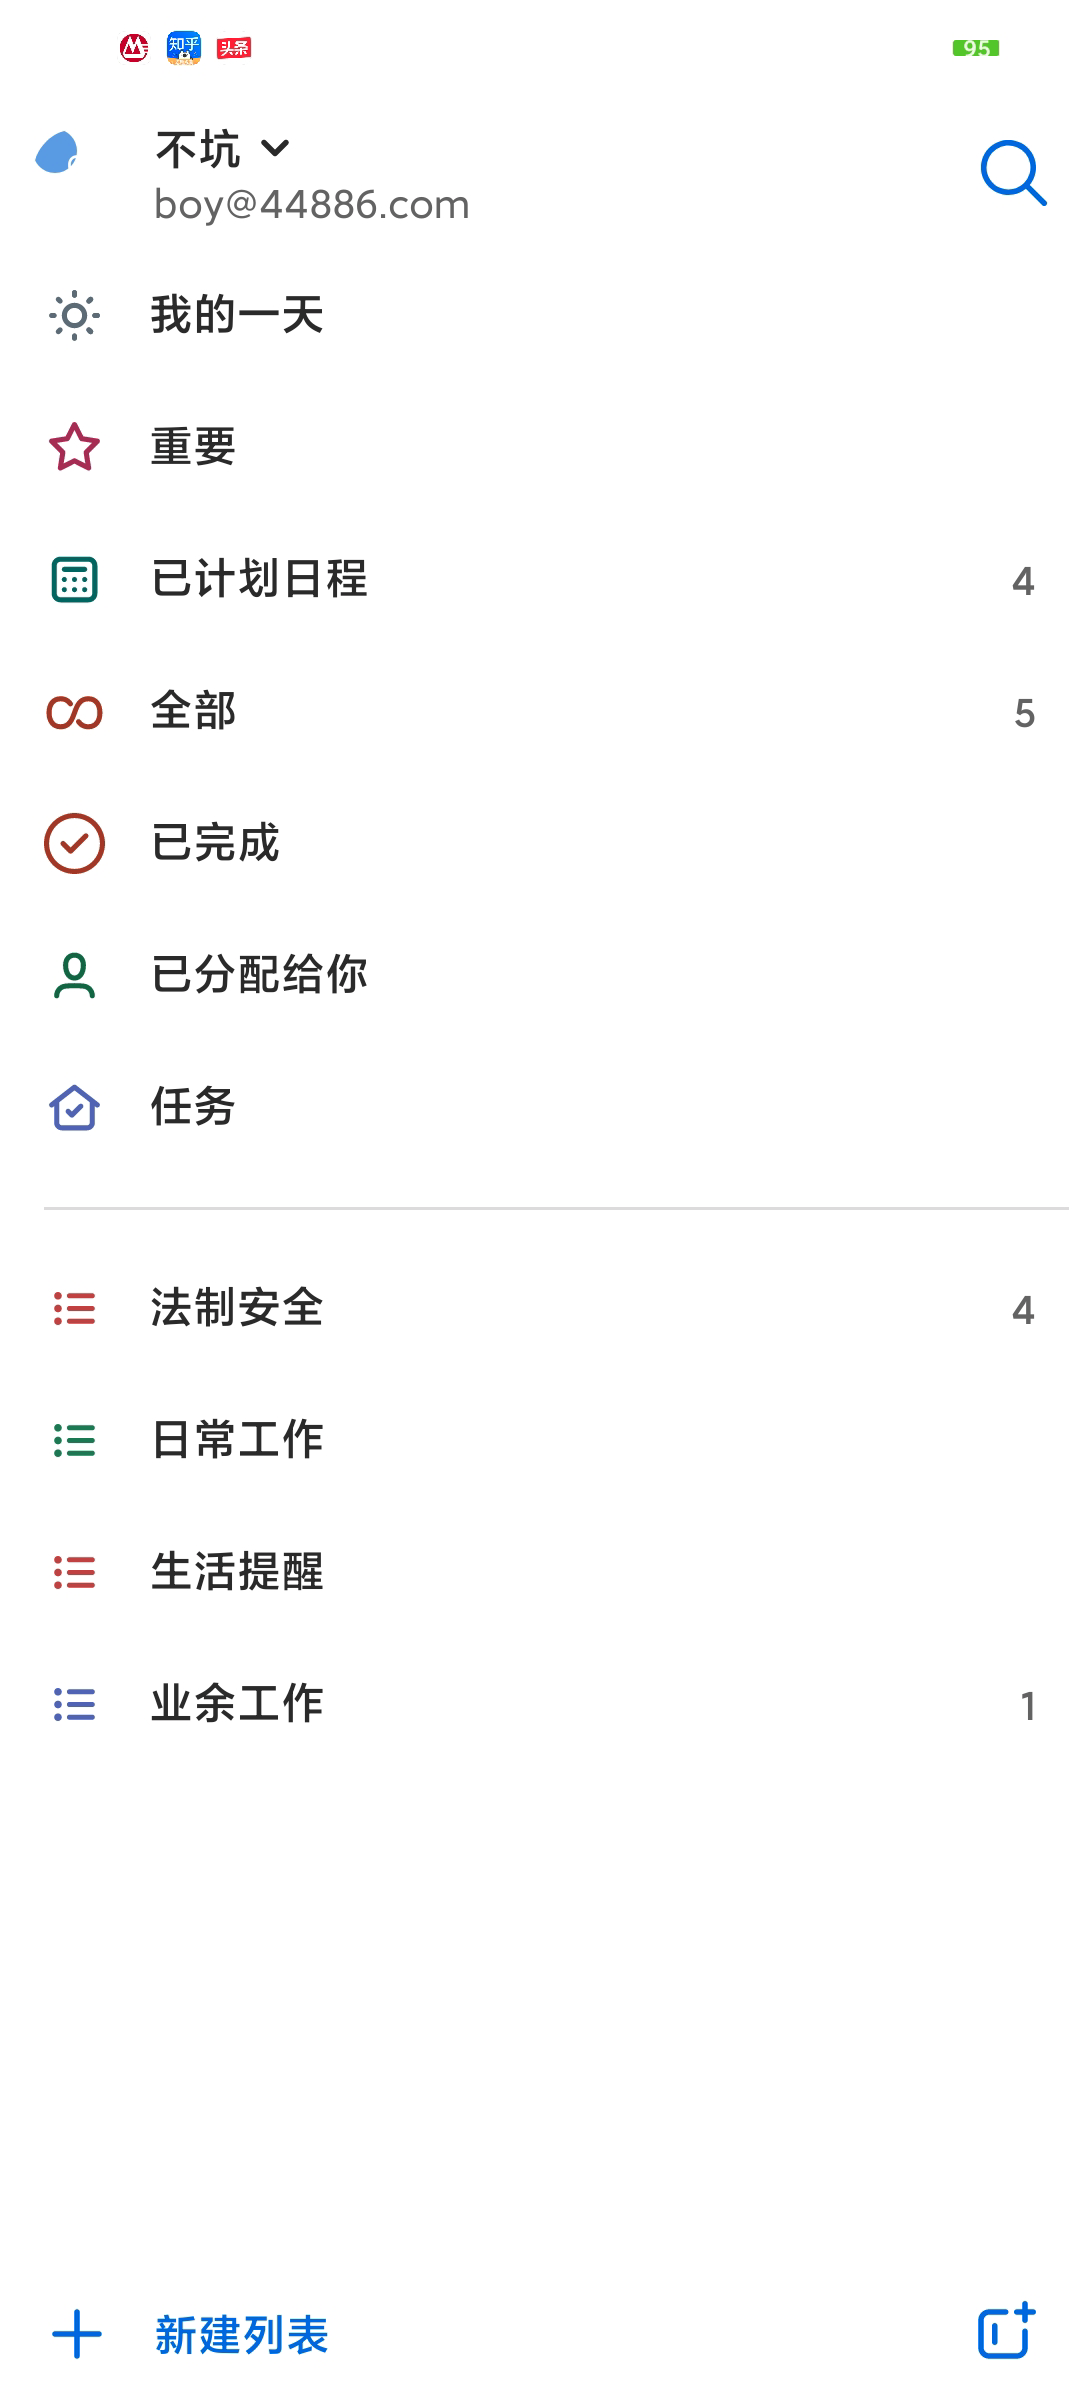 知乎 头条 95
不坑
boy@44886.com
我的一天
重要
已计划日程 4
全部 5
已完成
已分配给你
任务
法制安全 4
日常工作
生活提醒
业余工作 1
新建列表